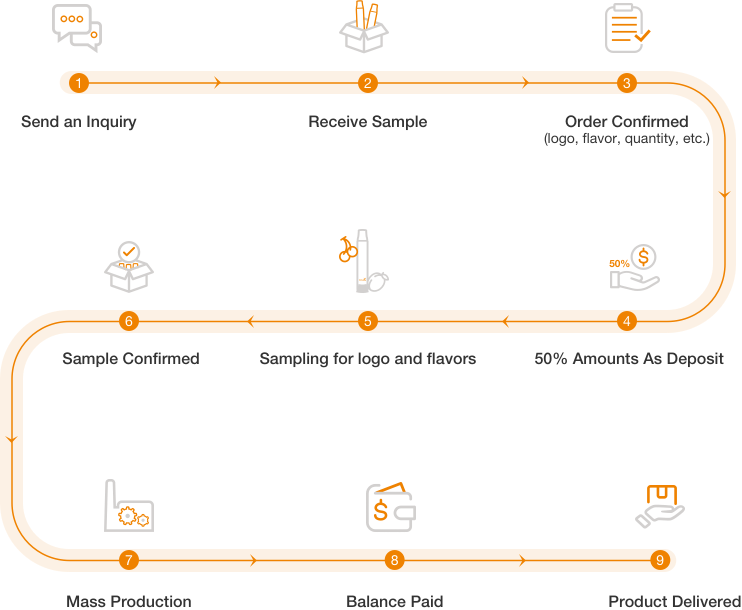 1
2
3
Send an Inquiry
Receive Sample
Order Confirmed
(logo, flavor, quantity, etc.)
$
50%
4
5
6
50% Amounts As Deposit
Sampling for logo and flavors
Sample Confirmed
$
7
8
9
Mass Production
Balance Paid
Product Delivered